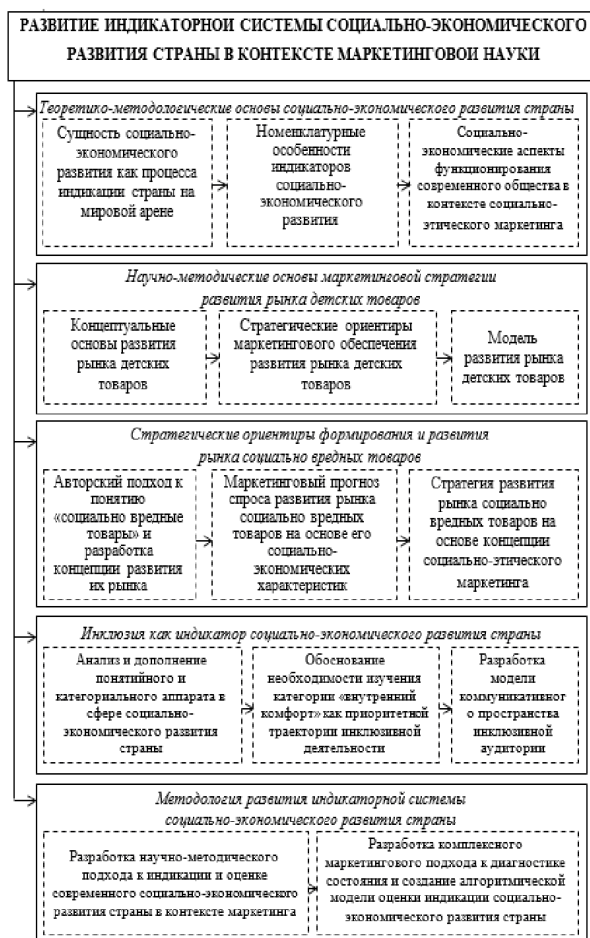 РАЗВИТИЕ ИНДИКАТОРНОИ СИСТЕМЫ СОЦИАЛЬНО-ЭКОНОМИЧЕСКОГО
РАЗВИТИЯ СТРАНЫ В КОНТЕКСТЕ МАРКЕТИНГОВОИ НАУКИ
Теоретико-методологические основы социально-экономического развития страны
Сущность социально-
экономического
развития как процесса
индикации страны на
мировой арене
Номенклатурные
особенности
индикаторов
социально-
экономического
развития
Социально-
экономические аспекты
функционирования
современного общества в
контексте социально-
этического маркетинга
Научно-методические основы маркетинговой стратегии
развития рынка детских товаров
Концептуальные
основы развития
рынка детских
товаров
Стратегические ориентиры
маркетингового обеспечения
развития рынка детских
товаров
Модель
развития рынка
детских товаров
Стратегические ориентиры формирования и развития
рынка социально вредных товаров
Авторский подход к
понятию
«социально вредные
товары» и
разработка
концепции развития
их рынка
Маркетинговый прогноз
спроса развития рынка
социально вредных
товаров на основе его
социально-
экономических
характеристик
Стратегия развития
рынка социально
вредных товаров на
основе концепции
социально-этического
маркетинга
Инклюзия как индикатор социально-экономического развития страны
Анализ и дополнение
понятийного и
категориального аппарата в
сфере социально-
экономического развития
страны
Обоснование
необходимости изучения
категории «внутренний
комфорт» как приоритетной
траектории инклюзивной
деятельности
Разработка
модели
коммуникативног
о пространства
инклюзивной
аудитории
Методология развития индикаторной системы
социально-экономического развития страны
Разработка научно-методического
подхода к индикации и оценке
современного социально-экономического
развития страны в контексте маркетинга
Разработка комплексного
маркетингового подхода к диагностике
состояния и создание алгоритмической
модели оценки индикации социально-
экономического развития страны